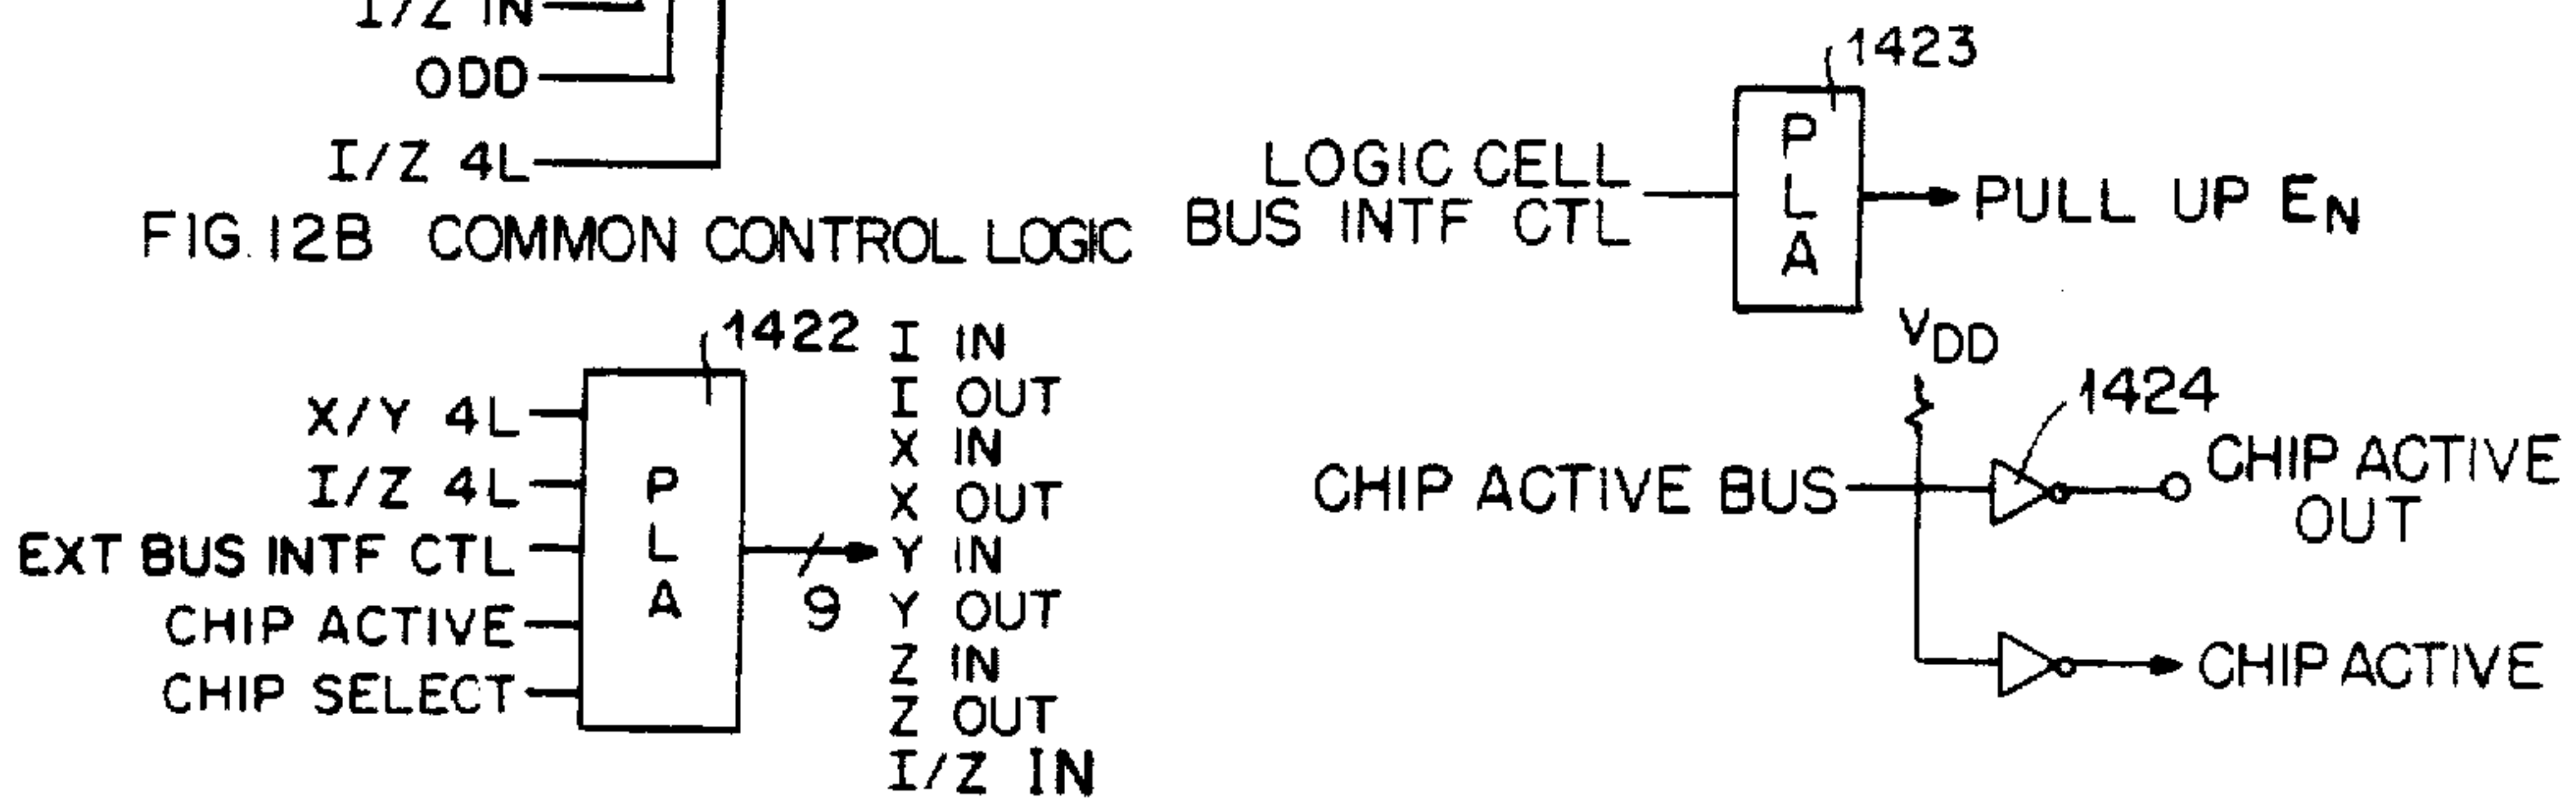 I/Z IN
ODD
I/Z 4L
FIG. 12B COMMON CONTROL LOGIC
1423
LOGIC CELL
BUS INTF CTL
P
L
A
PULL UP EN
1422
X/Y 4L
I/Z 4L
EXT BUS INTF CTL
CHIP ACTIVE
CHIP SELECT
P
L
A
9
I IN
I OUT
X IN
X OUT
Y IN
Y OUT
Z IN
Z OUT
I/Z IN
VDD
1424
CHIP ACTIVE BUS
CHIP ACTIVE
OUT
CHIP ACTIVE